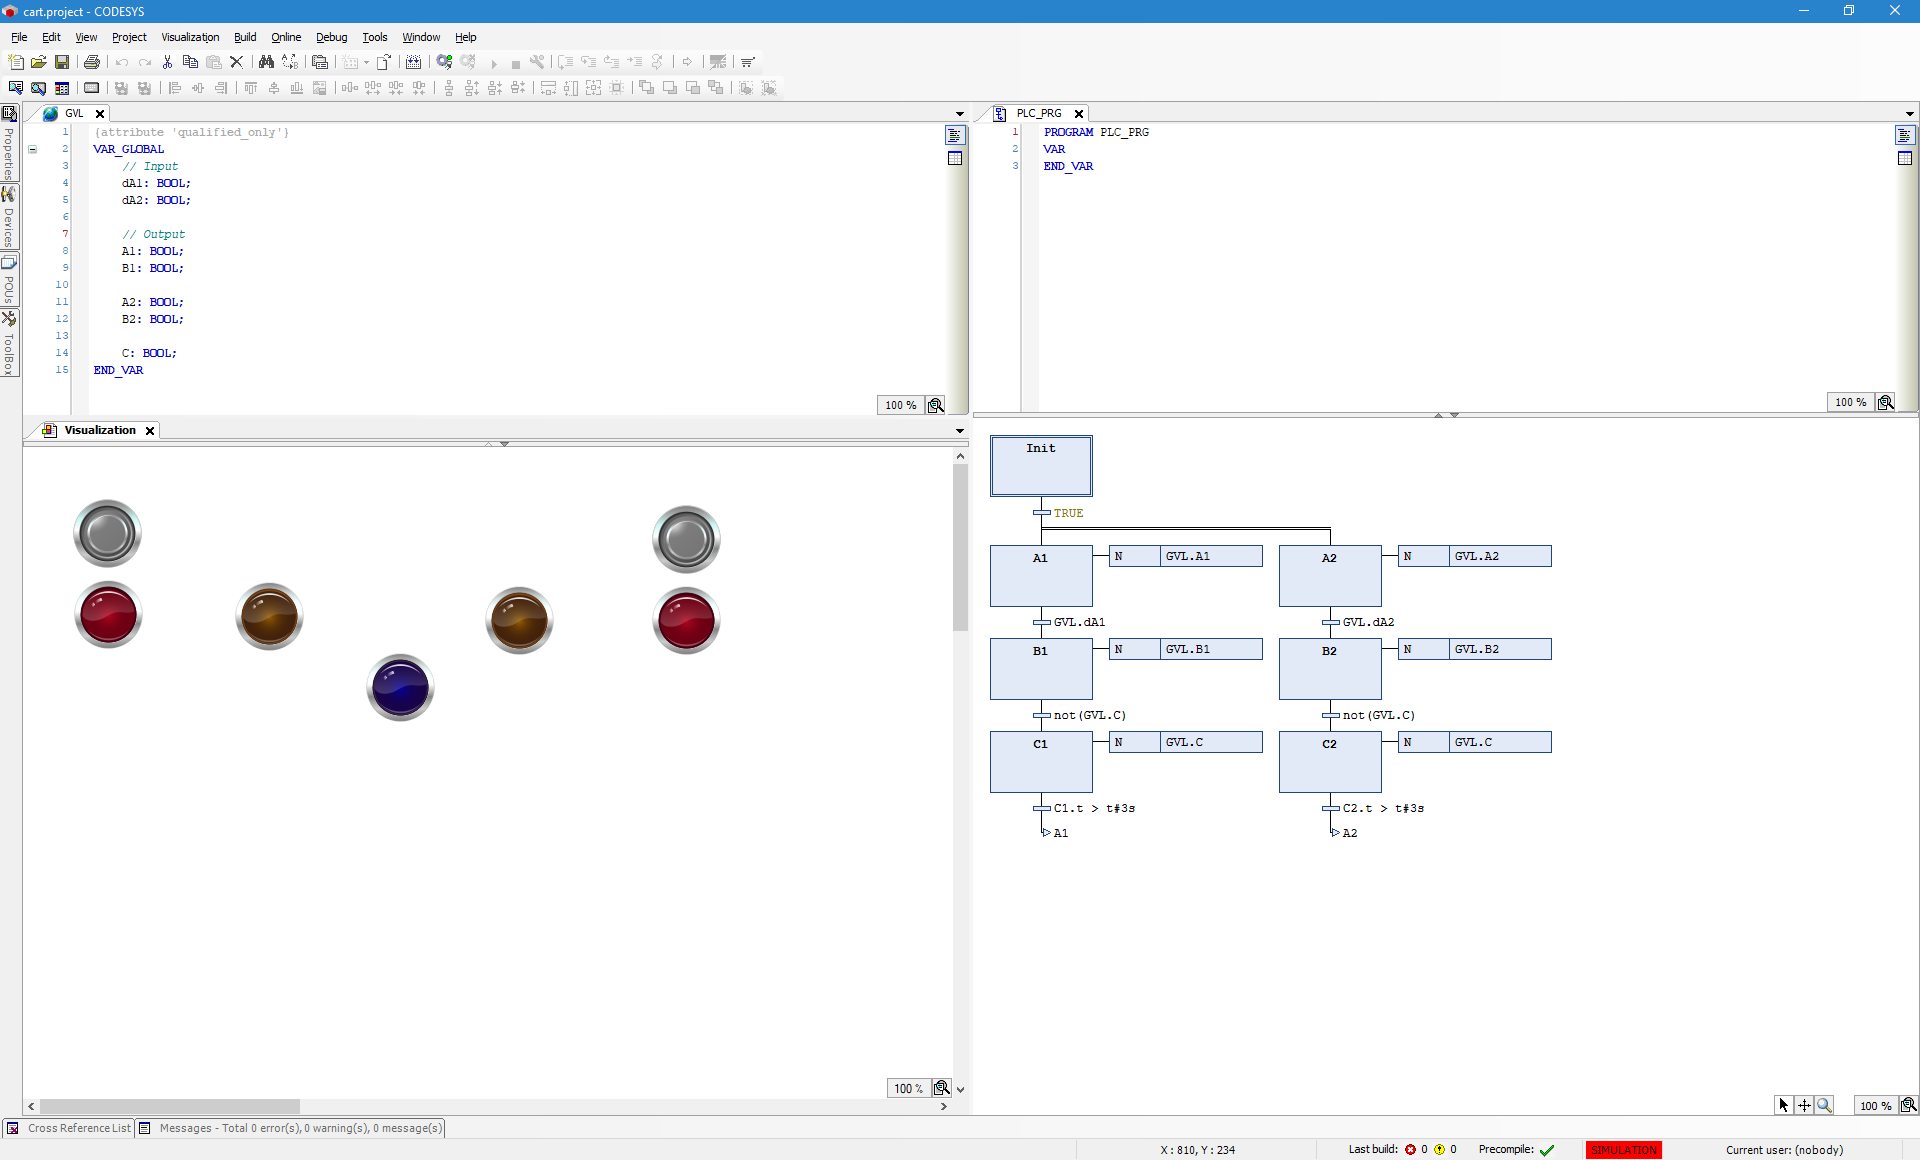 cart.project - CODESYS
File Edit View Project Visualization Build Online Debug Tools Window Help
Properties
Devices
POUs
ToolBox
GVL
1 {attribute 'qualified_only'}
2 VAR_GLOBAL
3 // Input
4 dA1: BOOL;
5 dA2: BOOL;
6
7 // Output
8 A1: BOOL;
9 B1: BOOL;
10
11 A2: BOOL;
12 B2: BOOL;
13
14 C: BOOL;
15 END_VAR
100 %
Visualization
100 %
PLC_PRG
1 PROGRAM PLC_PRG
2 VAR
3 END_VAR
100 %
Init
TRUE
A1 N GVL.A1 A2 N GVL.A2
GVL.dA1 GVL.dA2
B1 N GVL.B1 B2 N GVL.B2
not(GVL.C) not(GVL.C)
C1 N GVL.C C2 N GVL.C
C1.t > t#3s C2.t > t#3s
A1 A2
100 %
Cross Reference List Messages - Total 0 error(s), 0 warning(s), 0 message(s)
X : 810, Y : 234 Last build: 0 0 Precompile: SIMULATION Current user: (nobody)